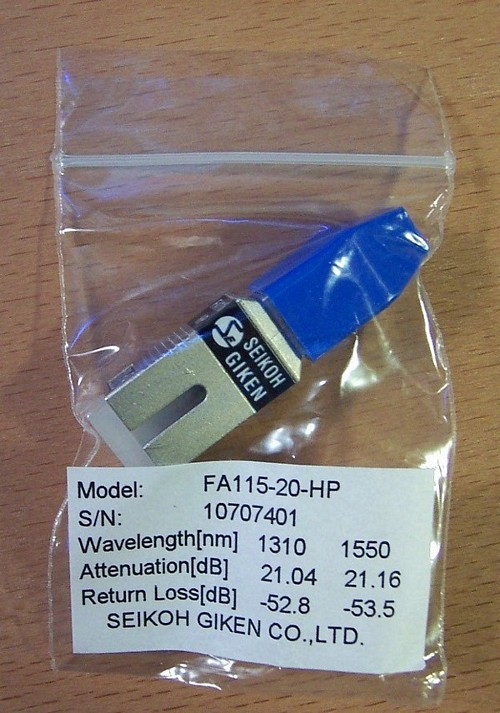 SEIKOH
GIKEN
Model: FA115-20-HP
S/N: 10707401
Wavelength[nm] 1310 1550
Attenuation[dB] 21.04 21.16
Return Loss[dB] -52.8 -53.5
SEIKOH GIKEN CO.,LTD.